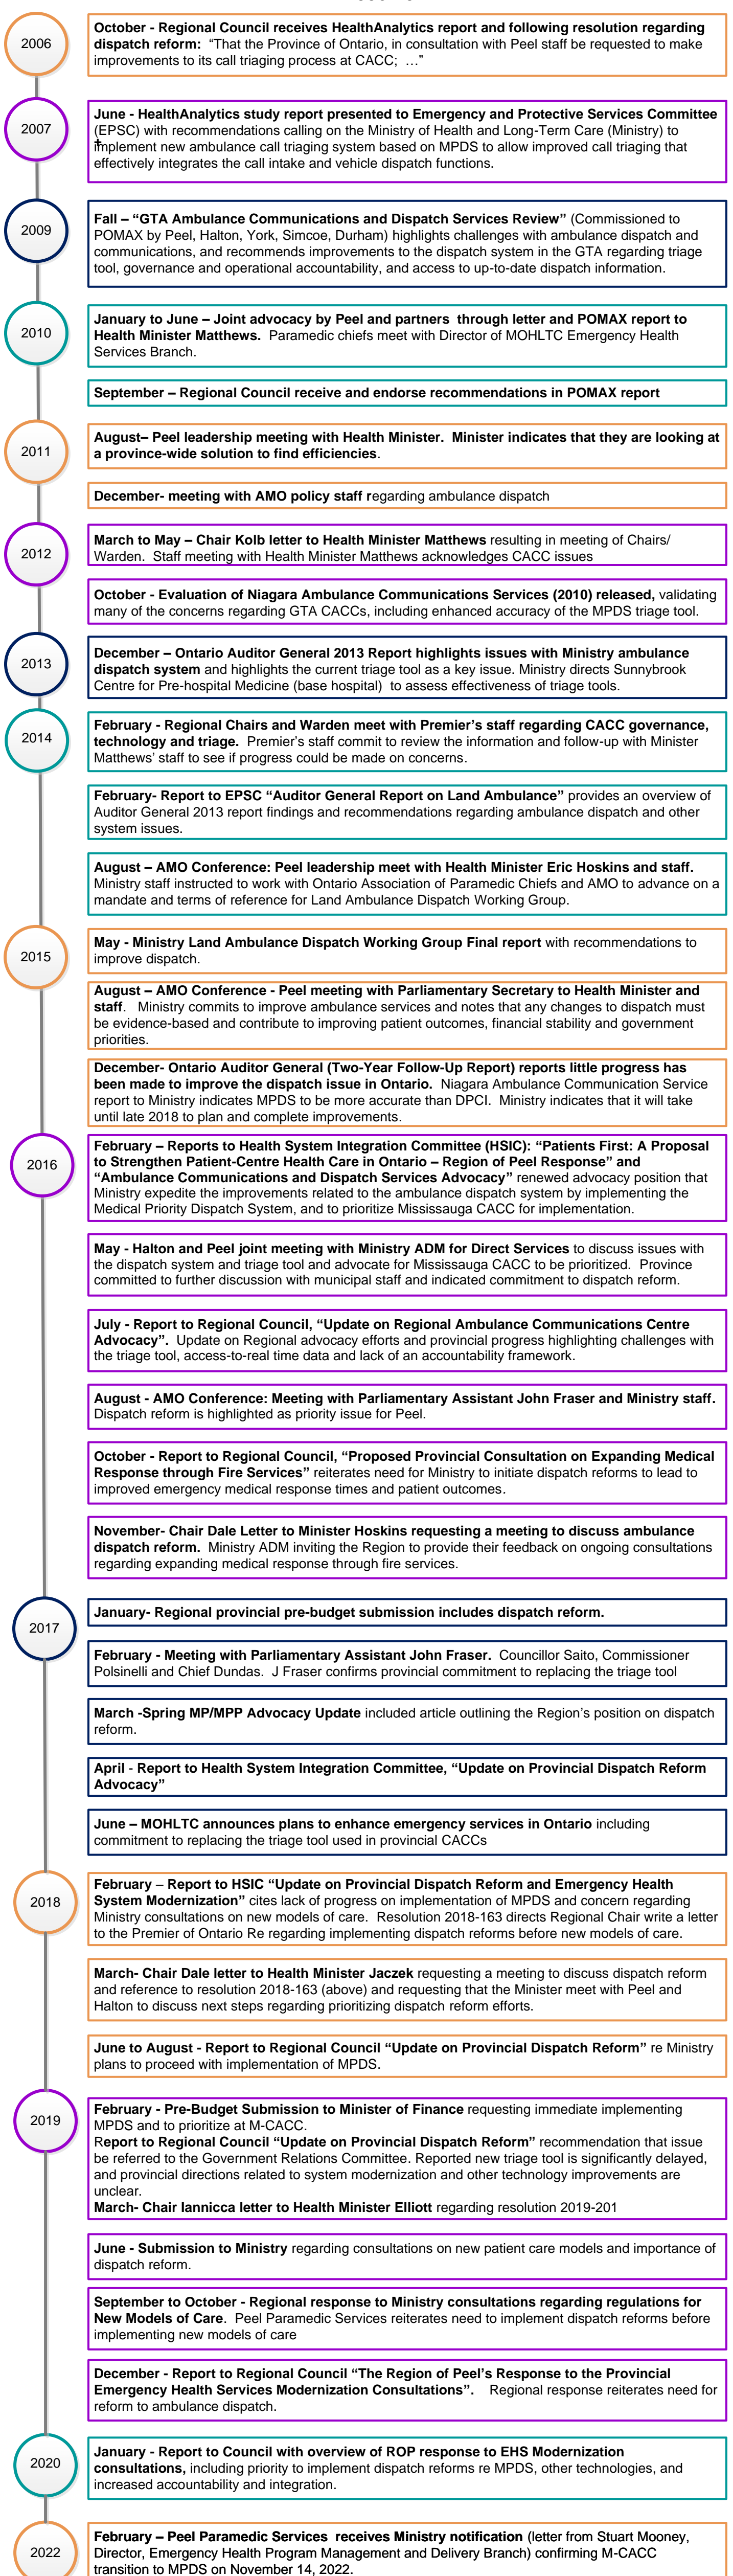 2006
October - Regional Council receives HealthAnalytics report and following resolution regarding
dispatch reform: “That the Province of Ontario, in consultation with Peel staff be requested to make
improvements to its call triaging process at CACC; …”
2007
June - HealthAnalytics study report presented to Emergency and Protective Services Committee
(EPSC) with recommendations calling on the Ministry of Health and Long-Term Care (Ministry) to
implement new ambulance call triaging system based on MPDS to allow improved call triaging that
effectively integrates the call intake and vehicle dispatch functions.
2009
Fall – “GTA Ambulance Communications and Dispatch Services Review” (Commissioned to
POMAX by Peel, Halton, York, Simcoe, Durham) highlights challenges with ambulance dispatch and
communications, and recommends improvements to the dispatch system in the GTA regarding triage
tool, governance and operational accountability, and access to up-to-date dispatch information.
2010
January to June – Joint advocacy by Peel and partners through letter and POMAX report to
Health Minister Matthews. Paramedic chiefs meet with Director of MOHLTC Emergency Health
Services Branch.
September – Regional Council receive and endorse recommendations in POMAX report
2011
August– Peel leadership meeting with Health Minister. Minister indicates that they are looking at
a province-wide solution to find efficiencies.
December- meeting with AMO policy staff regarding ambulance dispatch
2012
March to May – Chair Kolb letter to Health Minister Matthews resulting in meeting of Chairs/
Warden. Staff meeting with Health Minister Matthews acknowledges CACC issues
October - Evaluation of Niagara Ambulance Communications Services (2010) released, validating
many of the concerns regarding GTA CACCs, including enhanced accuracy of the MPDS triage tool.
2013
December – Ontario Auditor General 2013 Report highlights issues with Ministry ambulance
dispatch system and highlights the current triage tool as a key issue. Ministry directs Sunnybrook
Centre for Pre-hospital Medicine (base hospital) to assess effectiveness of triage tools.
2014
February - Regional Chairs and Warden meet with Premier’s staff regarding CACC governance,
technology and triage. Premier’s staff commit to review the information and follow-up with Minister
Matthews’ staff to see if progress could be made on concerns.
February- Report to EPSC “Auditor General Report on Land Ambulance” provides an overview of
Auditor General 2013 report findings and recommendations regarding ambulance dispatch and other
system issues.
August – AMO Conference: Peel leadership meet with Health Minister Eric Hoskins and staff.
Ministry staff instructed to work with Ontario Association of Paramedic Chiefs and AMO to advance on a
mandate and terms of reference for Land Ambulance Dispatch Working Group.
2015
May - Ministry Land Ambulance Dispatch Working Group Final report with recommendations to
improve dispatch.
August – AMO Conference - Peel meeting with Parliamentary Secretary to Health Minister and
staff. Ministry commits to improve ambulance services and notes that any changes to dispatch must
be evidence-based and contribute to improving patient outcomes, financial stability and government
priorities.
December- Ontario Auditor General (Two-Year Follow-Up Report) reports little progress has
been made to improve the dispatch issue in Ontario. Niagara Ambulance Communication Service
report to Ministry indicates MPDS to be more accurate than DPCI. Ministry indicates that it will take
until late 2018 to plan and complete improvements.
2016
February – Reports to Health System Integration Committee (HSIC): “Patients First: A Proposal
to Strengthen Patient-Centre Health Care in Ontario – Region of Peel Response” and
“Ambulance Communications and Dispatch Services Advocacy” renewed advocacy position that
Ministry expedite the improvements related to the ambulance dispatch system by implementing the
Medical Priority Dispatch System, and to prioritize Mississauga CACC for implementation.
May - Halton and Peel joint meeting with Ministry ADM for Direct Services to discuss issues with
the dispatch system and triage tool and advocate for Mississauga CACC to be prioritized. Province
committed to further discussion with municipal staff and indicated commitment to dispatch reform.
July - Report to Regional Council, “Update on Regional Ambulance Communications Centre
Advocacy”. Update on Regional advocacy efforts and provincial progress highlighting challenges with
the triage tool, access-to-real time data and lack of an accountability framework.
August - AMO Conference: Meeting with Parliamentary Assistant John Fraser and Ministry staff.
Dispatch reform is highlighted as priority issue for Peel.
October - Report to Regional Council, “Proposed Provincial Consultation on Expanding Medical
Response through Fire Services” reiterates need for Ministry to initiate dispatch reforms to lead to
improved emergency medical response times and patient outcomes.
November- Chair Dale Letter to Minister Hoskins requesting a meeting to discuss ambulance
dispatch reform. Ministry ADM inviting the Region to provide their feedback on ongoing consultations
regarding expanding medical response through fire services.
2017
January- Regional provincial pre-budget submission includes dispatch reform.
February - Meeting with Parliamentary Assistant John Fraser. Councillor Saito, Commissioner
Polsinelli and Chief Dundas. J Fraser confirms provincial commitment to replacing the triage tool
March -Spring MP/MPP Advocacy Update included article outlining the Region’s position on dispatch
reform.
April - Report to Health System Integration Committee, “Update on Provincial Dispatch Reform
Advocacy”
June – MOHLTC announces plans to enhance emergency services in Ontario including
commitment to replacing the triage tool used in provincial CACCs
2018
February – Report to HSIC “Update on Provincial Dispatch Reform and Emergency Health
System Modernization” cites lack of progress on implementation of MPDS and concern regarding
Ministry consultations on new models of care. Resolution 2018-163 directs Regional Chair write a letter
to the Premier of Ontario Re regarding implementing dispatch reforms before new models of care.
March- Chair Dale letter to Health Minister Jaczek requesting a meeting to discuss dispatch reform
and reference to resolution 2018-163 (above) and requesting that the Minister meet with Peel and
Halton to discuss next steps regarding prioritizing dispatch reform efforts.
June to August - Report to Regional Council “Update on Provincial Dispatch Reform” re Ministry
plans to proceed with implementation of MPDS.
2019
February - Pre-Budget Submission to Minister of Finance requesting immediate implementing
MPDS and to prioritize at M-CACC.
Report to Regional Council “Update on Provincial Dispatch Reform” recommendation that issue
be referred to the Government Relations Committee. Reported new triage tool is significantly delayed,
and provincial directions related to system modernization and other technology improvements are
unclear.
March- Chair Iannicca letter to Health Minister Elliott regarding resolution 2019-201
June - Submission to Ministry regarding consultations on new patient care models and importance of
dispatch reform.
September to October - Regional response to Ministry consultations regarding regulations for
New Models of Care. Peel Paramedic Services reiterates need to implement dispatch reforms before
implementing new models of care
December - Report to Regional Council “The Region of Peel’s Response to the Provincial
Emergency Health Services Modernization Consultations”. Regional response reiterates need for
reform to ambulance dispatch.
2020
January - Report to Council with overview of ROP response to EHS Modernization
consultations, including priority to implement dispatch reforms re MPDS, other technologies, and
increased accountability and integration.
2022
February – Peel Paramedic Services receives Ministry notification (letter from Stuart Mooney,
Director, Emergency Health Program Management and Delivery Branch) confirming M-CACC
transition to MPDS on November 14, 2022.